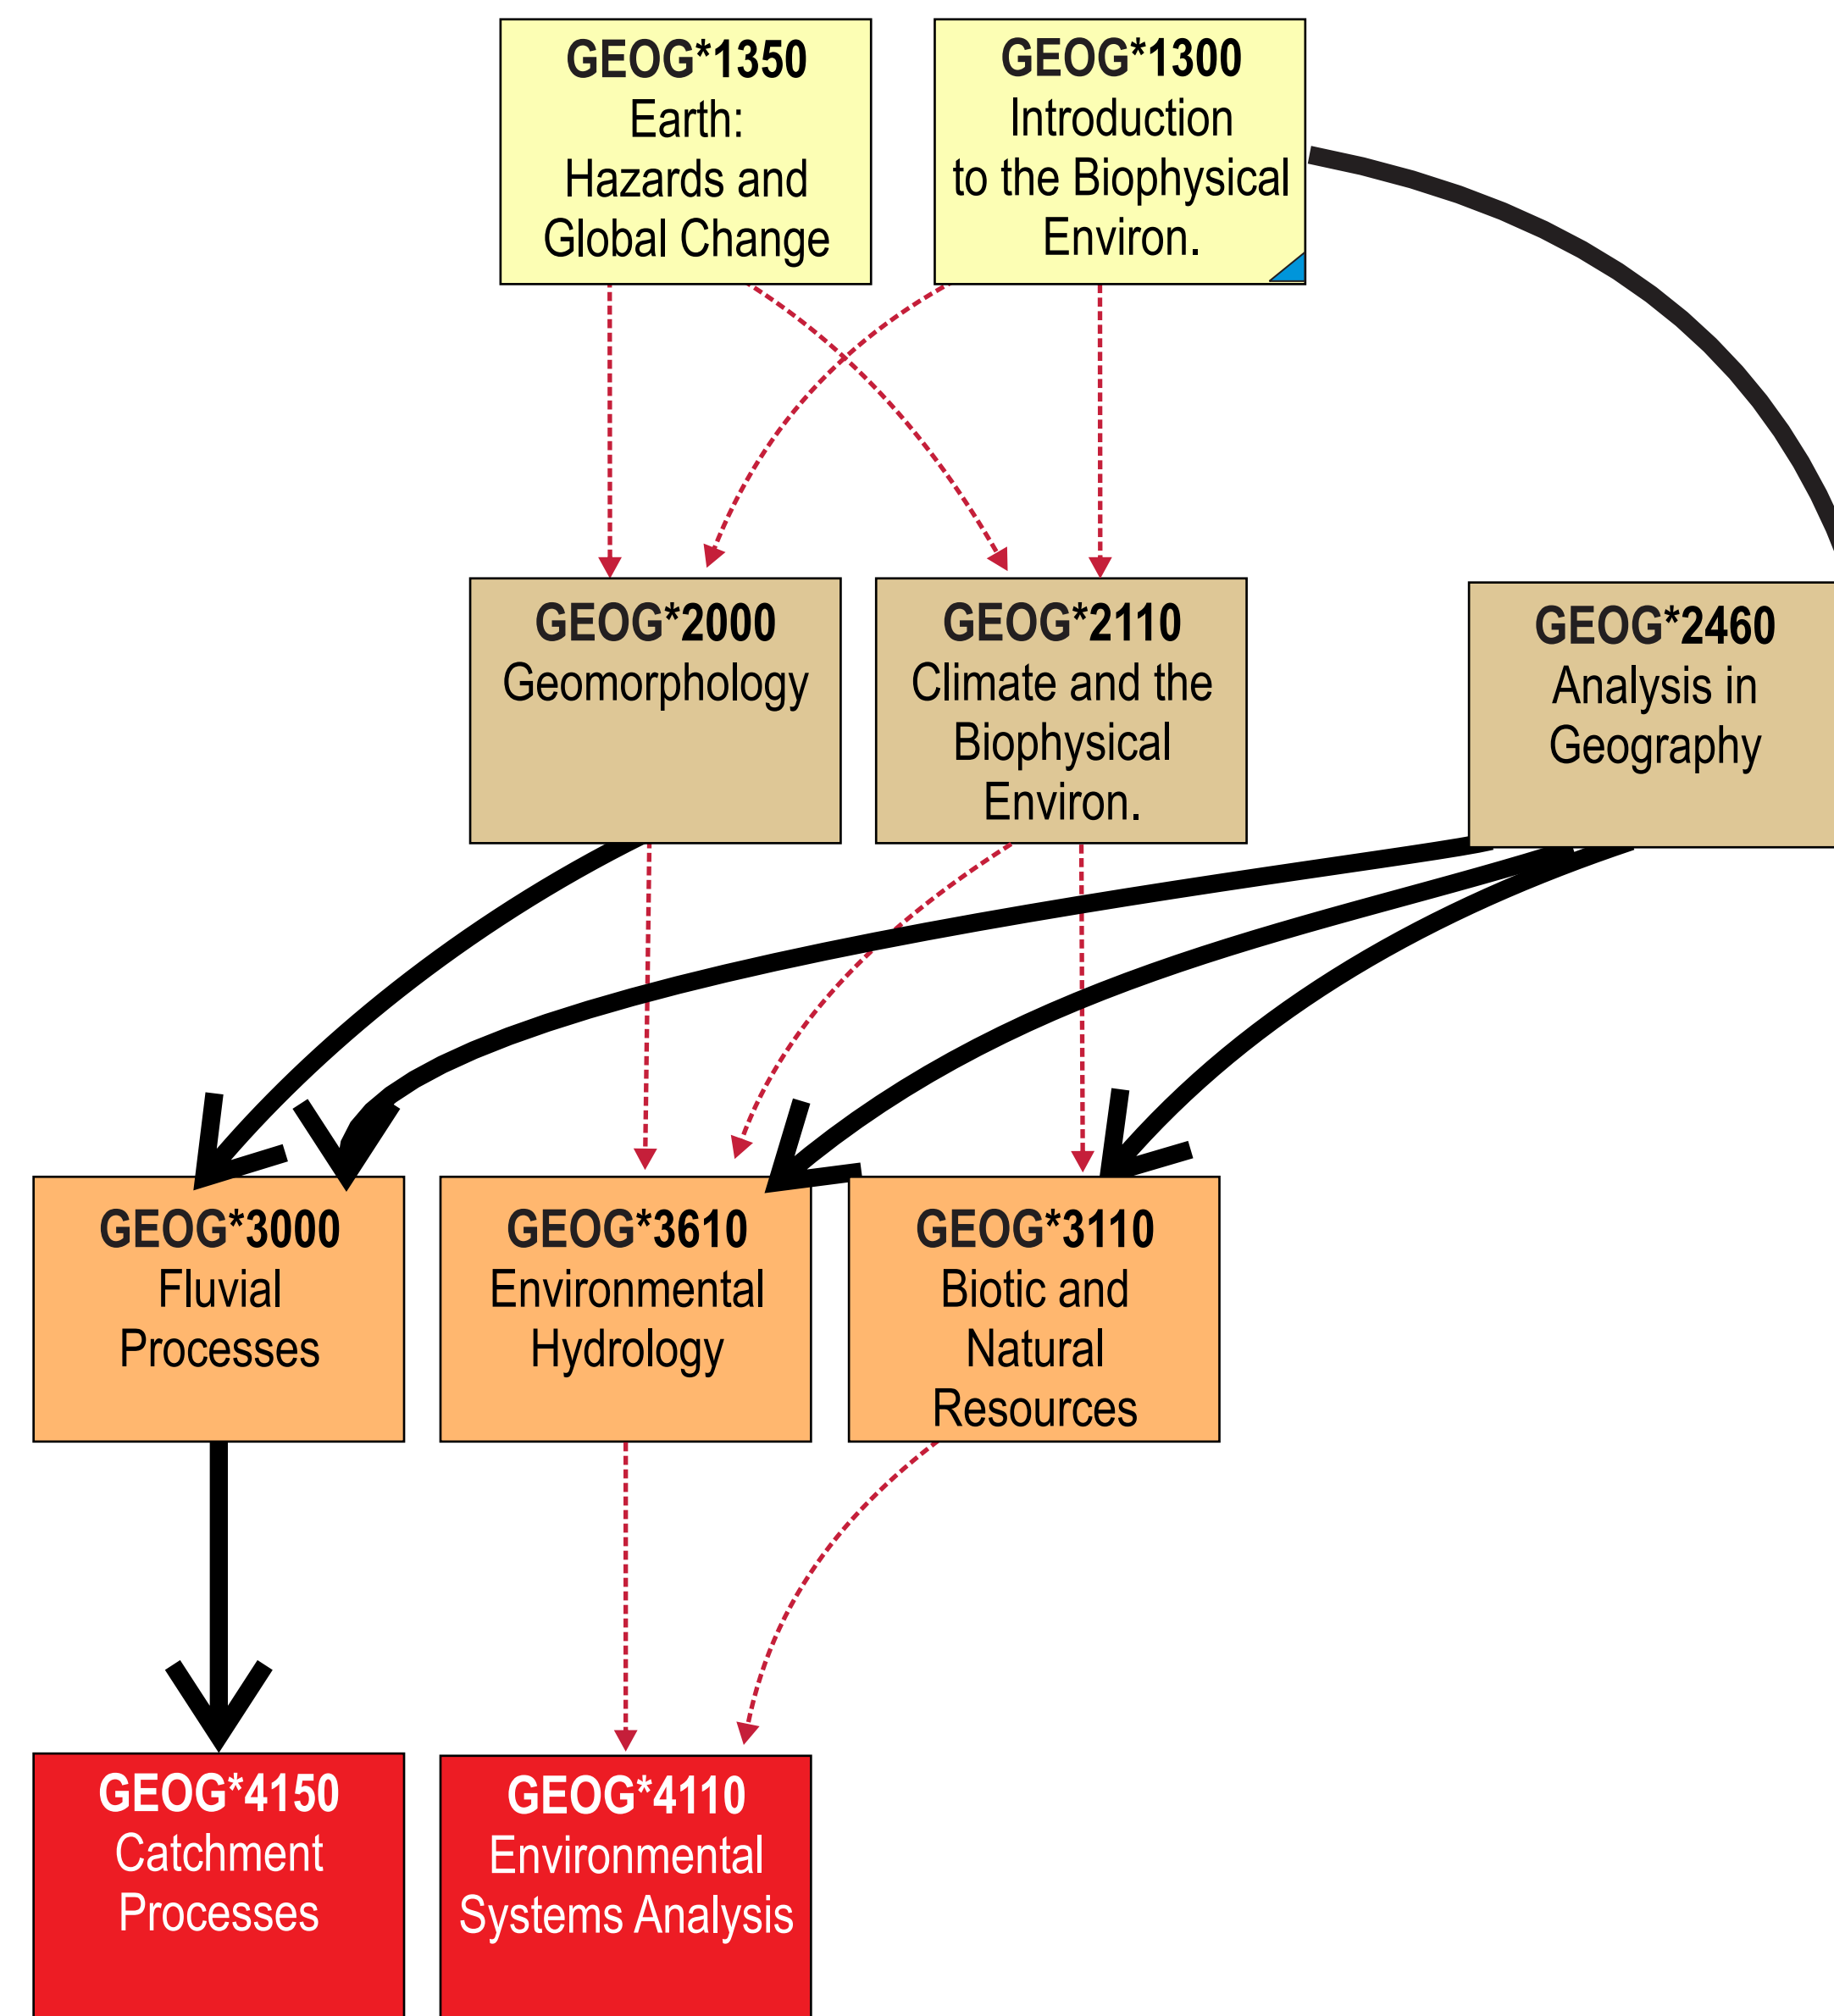 GEOG*1350
Earth:
Hazards and
Global Change
GEOG*1300
Introduction
to the Biophysical
Environ.
GEOG*2000
Geomorphology
GEOG*2110
Climate and the
Biophysical
Environ.
GEOG*2460
Analysis in
Geography
GEOG*3000
Fluvial
Processes
GEOG*3610
Environmental
Hydrology
GEOG*3110
Biotic and
Natural
Resources
GEOG*4150
Catchment
Processes
GEOG*4110
Environmental
Systems Analysis